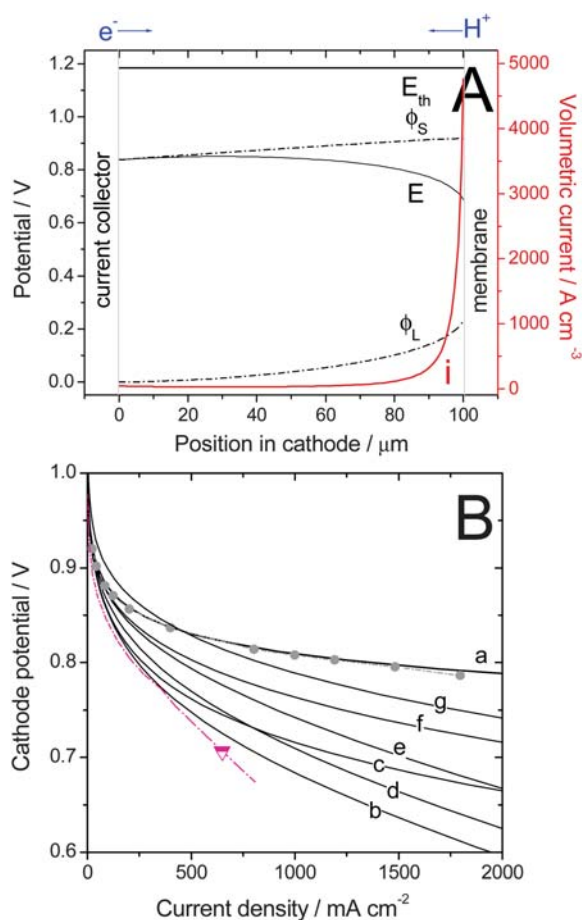 e- H+
A
1.2
1.0
0.8
0.6
0.4
0.2
0.0
Potential / V
current collector
Eth
ϕS
E
ϕL
i
membrane
5000
4000
3000
2000
1000
0
Volumetric current / A cm-3
0 20 40 60 80 100
Position in cathode / μm
B
1.0
0.9
0.8
0.7
0.6
Cathode potential / V
a
g
f
e
c
d
b
0 500 1000 1500 2000
Current density / mA cm-2